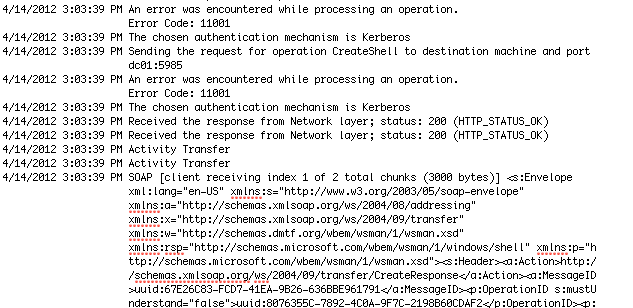 4/14/2012 3:03:39 PM An error was encountered while processing an operation.
Error Code: 11001
4/14/2012 3:03:39 PM The chosen authentication mechanism is Kerberos
4/14/2012 3:03:39 PM Sending the request for operation CreateShell to destination machine and port
dc01:5985
4/14/2012 3:03:39 PM An error was encountered while processing an operation.
Error Code: 11001
4/14/2012 3:03:39 PM The chosen authentication mechanism is Kerberos
4/14/2012 3:03:39 PM Received the response from Network layer; status: 200 (HTTP_STATUS_OK)
4/14/2012 3:03:39 PM Received the response from Network layer; status: 200 (HTTP_STATUS_OK)
4/14/2012 3:03:39 PM Activity Transfer
4/14/2012 3:03:39 PM Activity Transfer
4/14/2012 3:03:39 PM SOAP [client receiving index 1 of 2 total chunks (3000 bytes)] <s:Envelope
xml:lang="en-US" xmlns:s="http://www.w3.org/2003/05/soap-envelope"
xmlns:a="http://schemas.xmlsoap.org/ws/2004/08/addressing"
xmlns:x="http://schemas.xmlsoap.org/ws/2004/09/transfer"
xmlns:w="http://schemas.dmtf.org/wbem/wsman/1/wsman.xsd"
xmlns:rsp="http://schemas.microsoft.com/wbem/wsman/1/windows/shell" xmlns:p="h
ttp://schemas.microsoft.com/wbem/wsman/1/wsman.xsd"><s:Header><a:Action>http:/
/schemas.xmlsoap.org/ws/2004/09/transfer/CreateResponse</a:Action><a:MessageID
>uuid:67E26C83-FCD7-41EA-9B26-636BBE961791</a:MessageID><p:OperationID s:mustU
nderstand="false">uuid:8076355C-7892-4C0A-9F7C-2198B60CDAF2</p:OperationID><p: